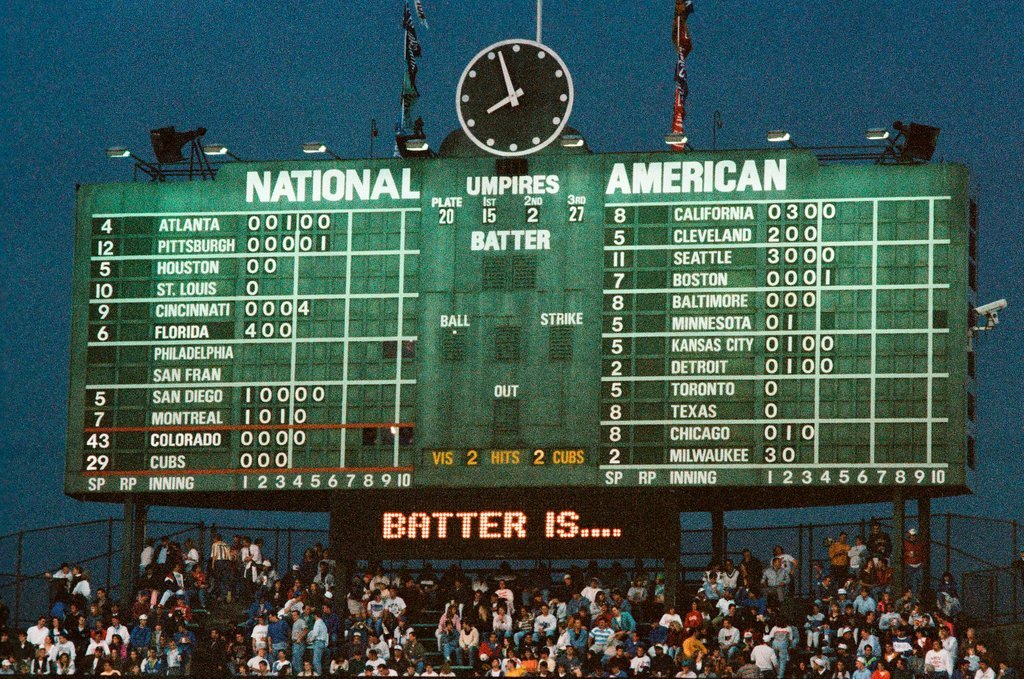 NATIONAL
UMPIRES
PLATE 1ST 2ND 3RD
20 15 2 27
BATTER
BALL STRIKE
OUT
VIS 2 HITS 2 CUBS
AMERICAN
4 ATLANTA 0 0 1 0 0
12 PITTSBURGH 0 0 0 0 1
5 HOUSTON 0 0
10 ST. LOUIS 0
9 CINCINNATI 0 0 0 4
6 FLORIDA 4 0 0
PHILADELPHIA
SAN FRAN
5 SAN DIEGO 1 0 0 0 0
7 MONTREAL 1 0 1 0
43 COLORADO 0 0 0 0
29 CUBS 0 0 0
SP RP INNING 1 2 3 4 5 6 7 8 9 10
8 CALIFORNIA 0 3 0 0
5 CLEVELAND 2 0 0
11 SEATTLE 3 0 0 0
7 BOSTON 0 0 0 1
8 BALTIMORE 0 0 0
5 MINNESOTA 0 1
5 KANSAS CITY 0 1 0 0
2 DETROIT 0 1 0 0
5 TORONTO 0
8 TEXAS 0
8 CHICAGO 0 1 0
2 MILWAUKEE 3 0
SP RP INNING 1 2 3 4 5 6 7 8 9 10
BATTER IS....